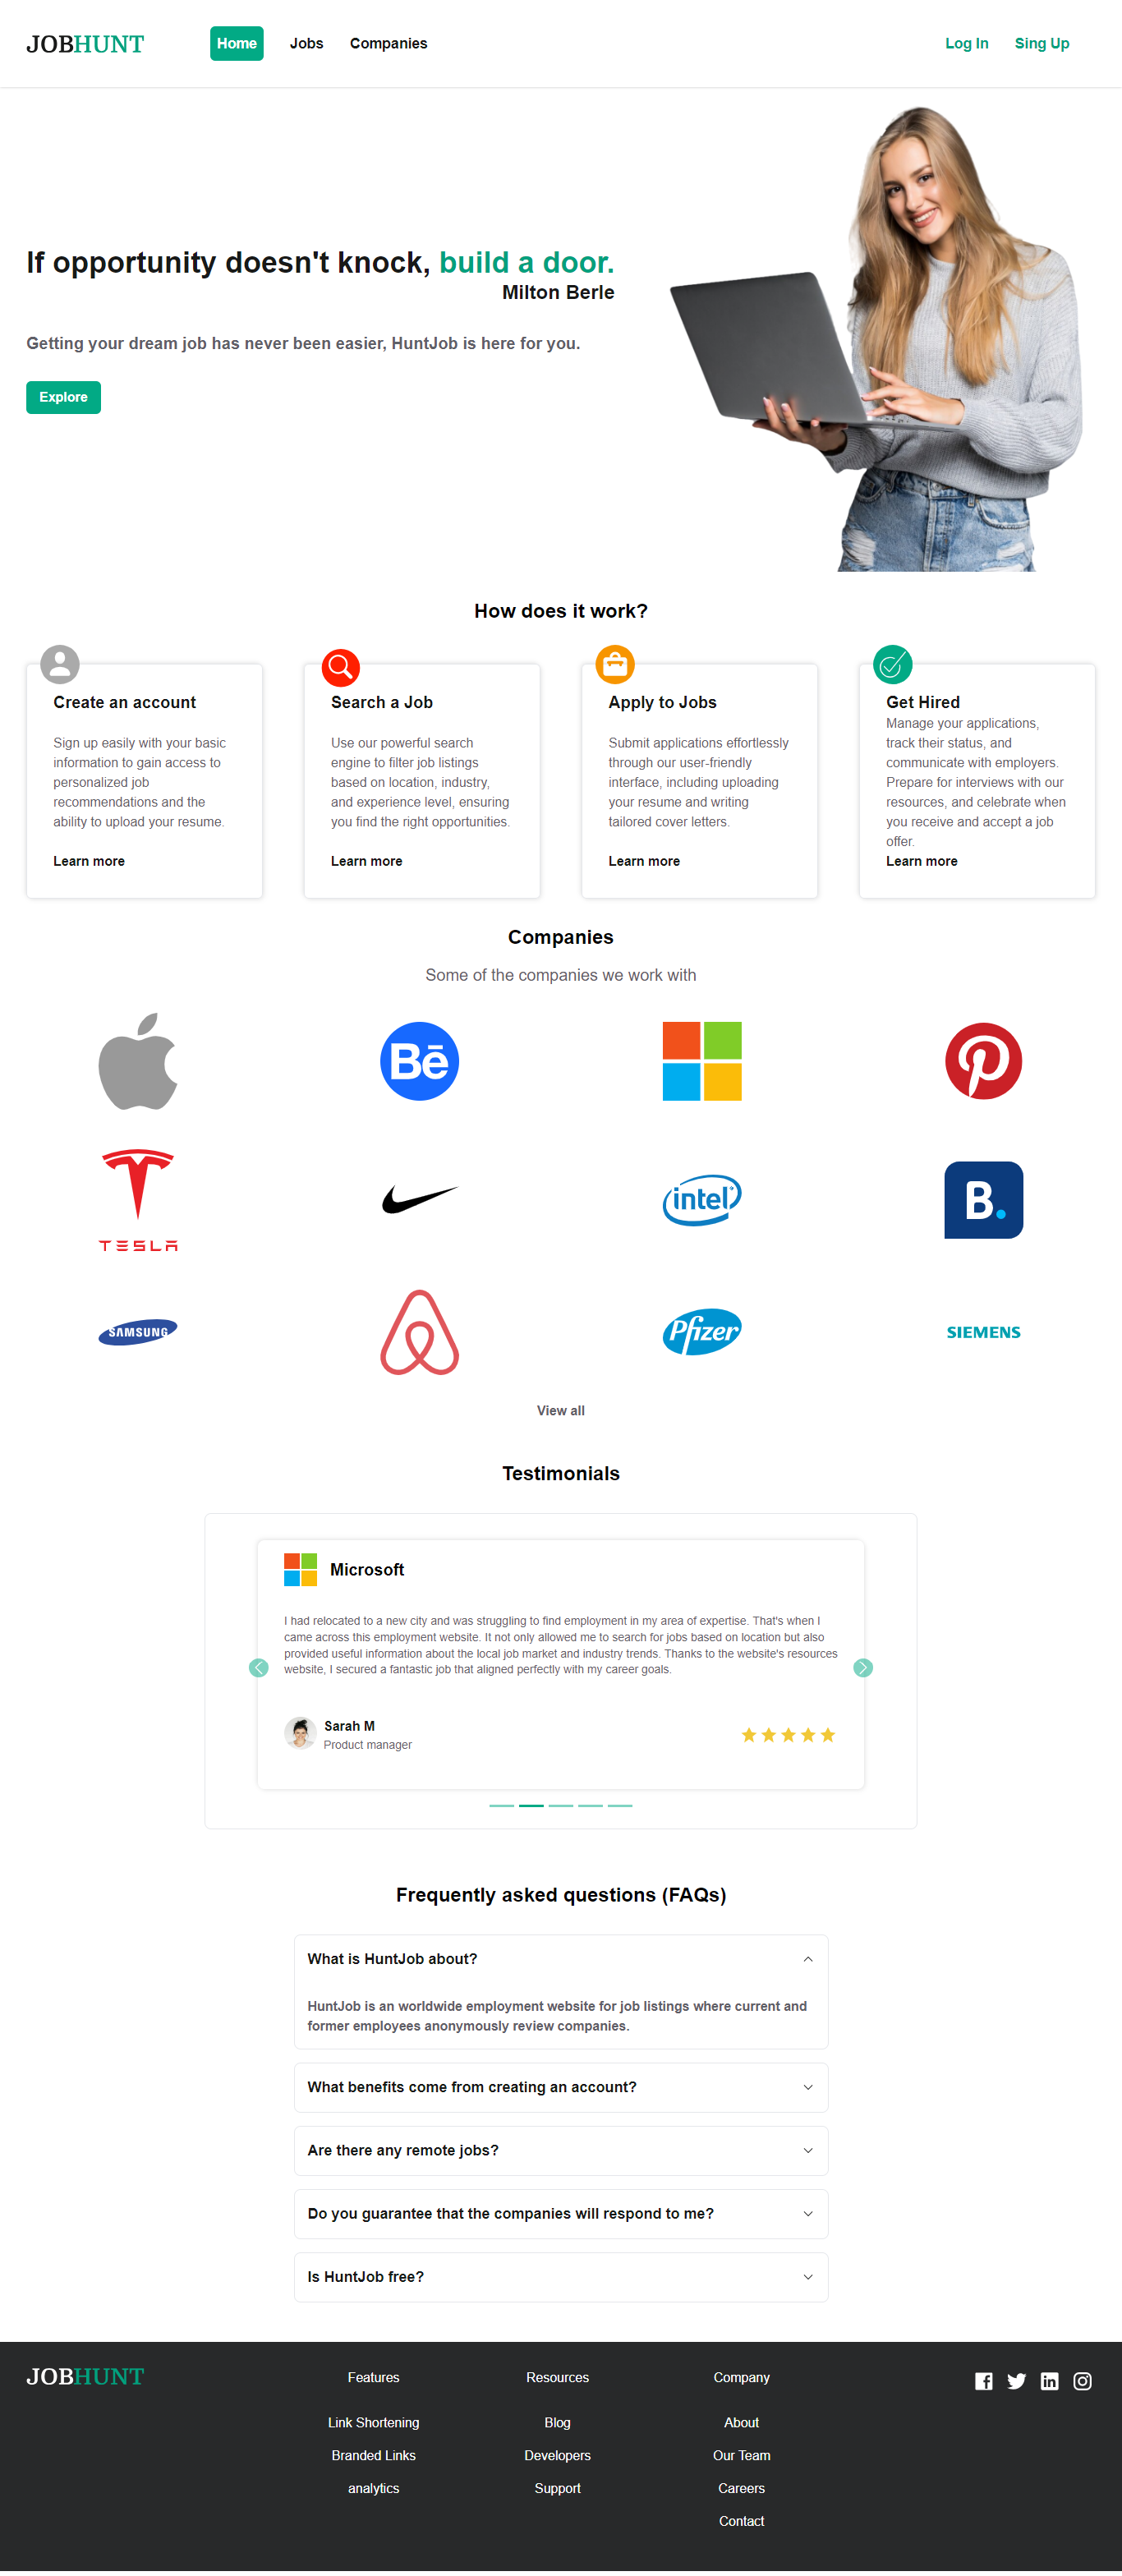 JOBHUNT
Home
Jobs
Companies
Log In
Sing Up
If opportunity doesn't knock, build a door.
Milton Berle
Getting your dream job has never been easier, HuntJob is here for you.
Explore
How does it work?
Create an account
Sign up easily with your basic
information to gain access to
personalized job
recommendations and the
ability to upload your resume.
Learn more
Search a Job
Use our powerful search
engine to filter job listings
based on location, industry,
and experience level, ensuring
you find the right opportunities.
Learn more
Apply to Jobs
Submit applications effortlessly
through our user-friendly
interface, including uploading
your resume and writing
tailored cover letters.
Learn more
Get Hired
Manage your applications,
track their status, and
communicate with employers.
Prepare for interviews with our
resources, and celebrate when
you receive and accept a job
offer.
Learn more
Companies
Some of the companies we work with
Bē
TESLA
intel
B.
SAMSUNG
Pfizer
SIEMENS
View all
Testimonials
Microsoft
I had relocated to a new city and was struggling to find employment in my area of expertise. That's when I
came across this employment website. It not only allowed me to search for jobs based on location but also
provided useful information about the local job market and industry trends. Thanks to the website's resources
website, I secured a fantastic job that aligned perfectly with my career goals.
Sarah M
Product manager
Frequently asked questions (FAQs)
What is HuntJob about?
HuntJob is an worldwide employment website for job listings where current and
former employees anonymously review companies.
What benefits come from creating an account?
Are there any remote jobs?
Do you guarantee that the companies will respond to me?
Is HuntJob free?
JOBHUNT
Features
Link Shortening
Branded Links
analytics
Resources
Blog
Developers
Support
Company
About
Our Team
Careers
Contact